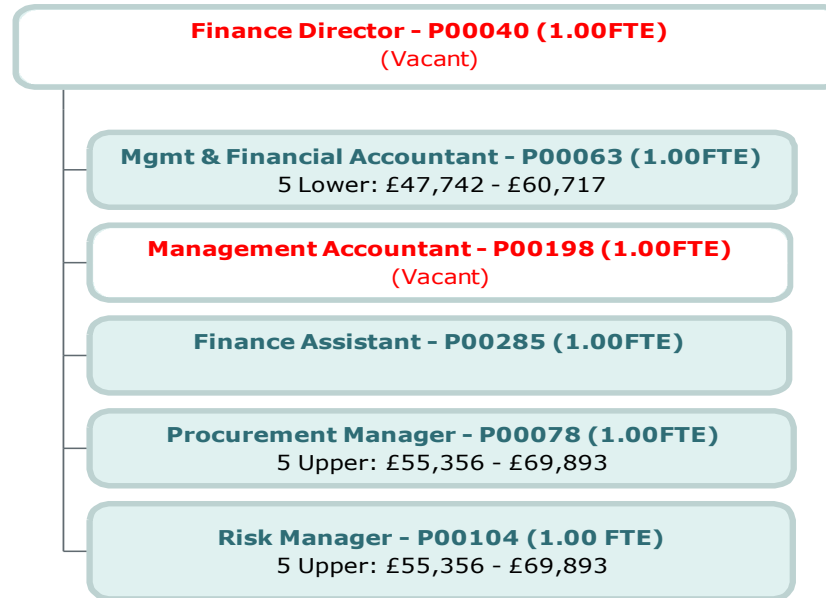 Finance Director - P00040 (1.00FTE)
(Vacant)
Mgmt & Financial Accountant - P00063 (1.00FTE)
5 Lower: £47,742 - £60,717
Management Accountant - P00198 (1.00FTE)
(Vacant)
Finance Assistant - P00285 (1.00FTE)
Procurement Manager - P00078 (1.00FTE)
5 Upper: £55,356 - £69,893
Risk Manager - P00104 (1.00 FTE)
5 Upper: £55,356 - £69,893